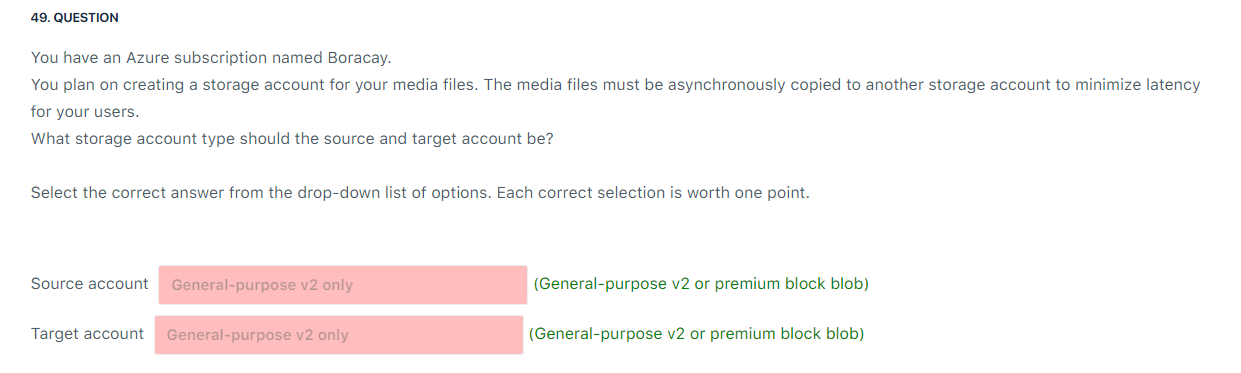 49. QUESTION
You have an Azure subscription named Boracay.
You plan on creating a storage account for your media files. The media files must be asynchronously copied to another storage account to minimize latency
for your users.
What storage account type should the source and target account be?
Select the correct answer from the drop-down list of options. Each correct selection is worth one point.
Source account General-purpose v2 only (General-purpose v2 or premium block blob)
Target account General-purpose v2 only (General-purpose v2 or premium block blob)